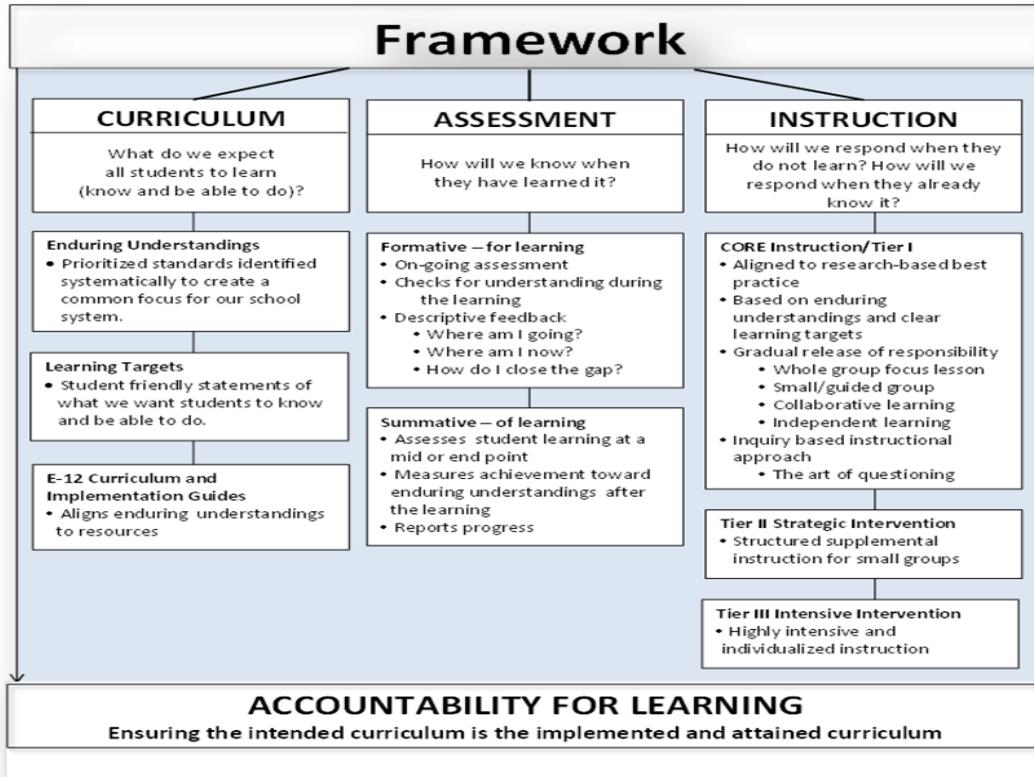 Framework
CURRICULUM
What do we expect
all students to learn
(know and be able to do)?
Enduring Understandings
• Prioritized standards identified
systematically to create a
common focus for our school
system.
Learning Targets
• Student friendly statements of
what we want students to know
and be able to do.
E-12 Curriculum and
Implementation Guides
• Aligns enduring understandings
to resources
ASSESSMENT
How will we know when
they have learned it?
Formative – for learning
• On-going assessment
• Checks for understanding during
the learning
• Descriptive feedback
• Where am I going?
• Where am I now?
• How do I close the gap?
Summative – of learning
• Assesses student learning at a
mid or end point
• Measures achievement toward
enduring understandings after
the learning
• Reports progress
INSTRUCTION
How will we respond when they
do not learn? How will we
respond when they already
know it?
CORE Instruction/Tier I
• Aligned to research-based best
practice
• Based on enduring
understandings and clear
learning targets
• Gradual release of responsibility
• Whole group focus lesson
• Small/guided group
• Collaborative learning
• Independent learning
• Inquiry based instructional
approach
• The art of questioning
Tier II Strategic Intervention
• Structured supplemental
instruction for small groups
Tier III Intensive Intervention
• Highly intensive and
individualized instruction
ACCOUNTABILITY FOR LEARNING
Ensuring the intended curriculum is the implemented and attained curriculum